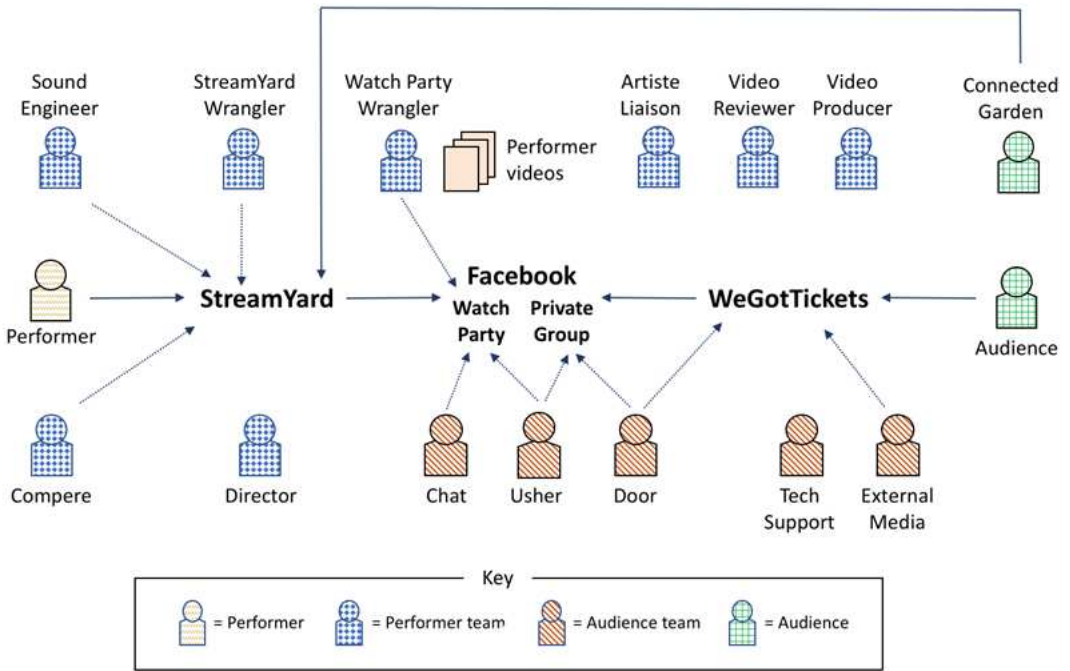 Sound
Engineer
StreamYard
Wrangler
Watch Party
Wrangler
Performer
videos
Artiste
Liaison
Video
Reviewer
Video
Producer
Connected
Garden
Performer
StreamYard
Facebook
Watch
Party
Private
Group
WeGotTickets
Audience
Compere
Director
Chat
Usher
Door
Tech
Support
External
Media
Key
= Performer
= Performer team
= Audience team
= Audience